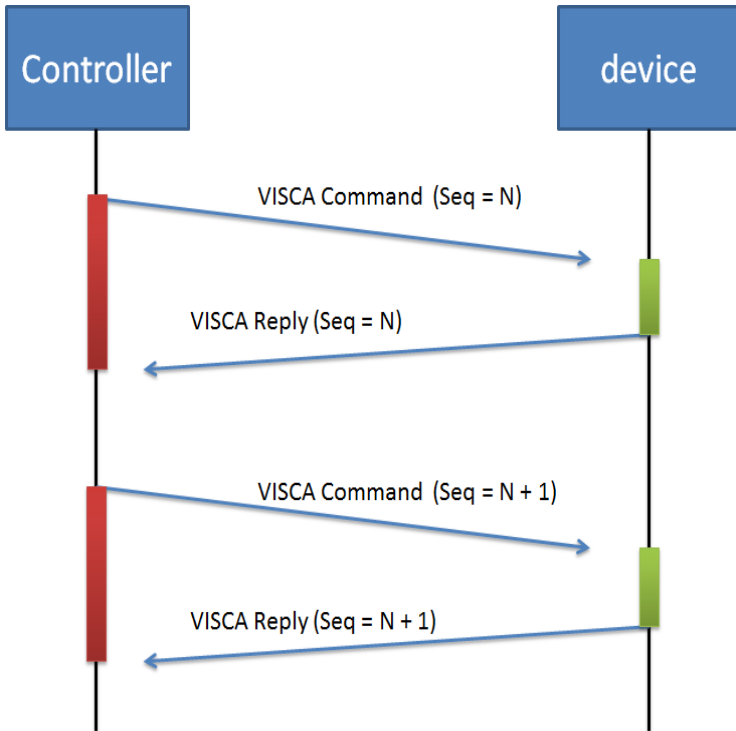 Controller
device
VISCA Command (Seq = N)
VISCA Reply (Seq = N)
VISCA Command (Seq = N + 1)
VISCA Reply (Seq = N + 1)